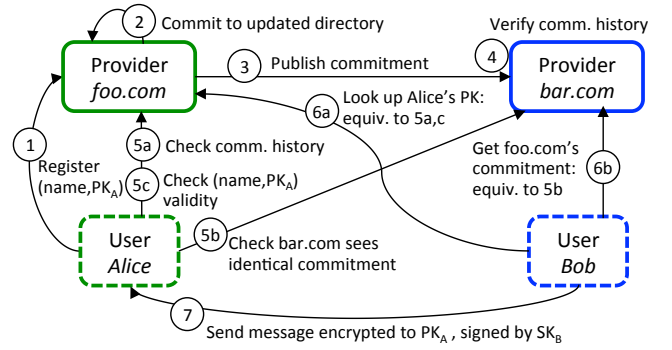 2
Commit to updated directory
Verify comm. history
4
Provider
foo.com
3
Publish commitment
Provider
bar.com
6a
Look up Alice's PK:
equiv. to 5a,c
1
5a
Check comm. history
Register
(name,PKA)
5c
Check (name,PKA)
validity
Get foo.com's
commitment:
equiv. to 5b
6b
User
Alice
5b
Check bar.com sees
identical commitment
User
Bob
7
Send message encrypted to PKA , signed by SKB